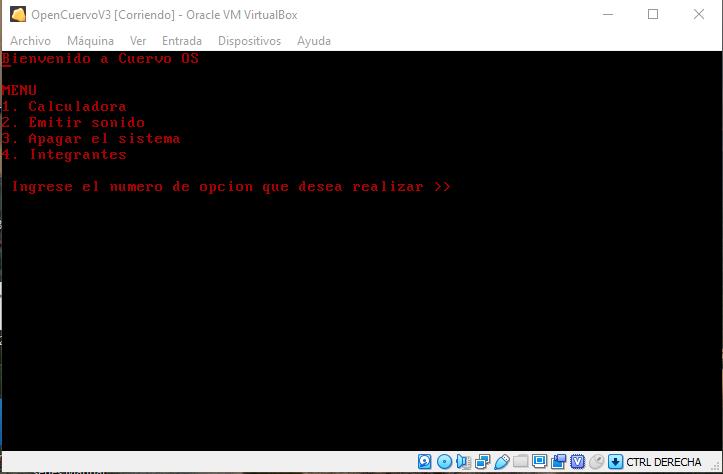 OpenCuervoV3 [Corriendo] - Oracle VM VirtualBox
Archivo Máquina Ver Entrada Dispositivos Ayuda
Bienvenido a Cuervo OS
MENU
1. Calculadora
2. Emitir sonido
3. Apagar el sistema
4. Integrantes
Ingrese el numero de opcion que desea realizar >>
CTRL DERECHA